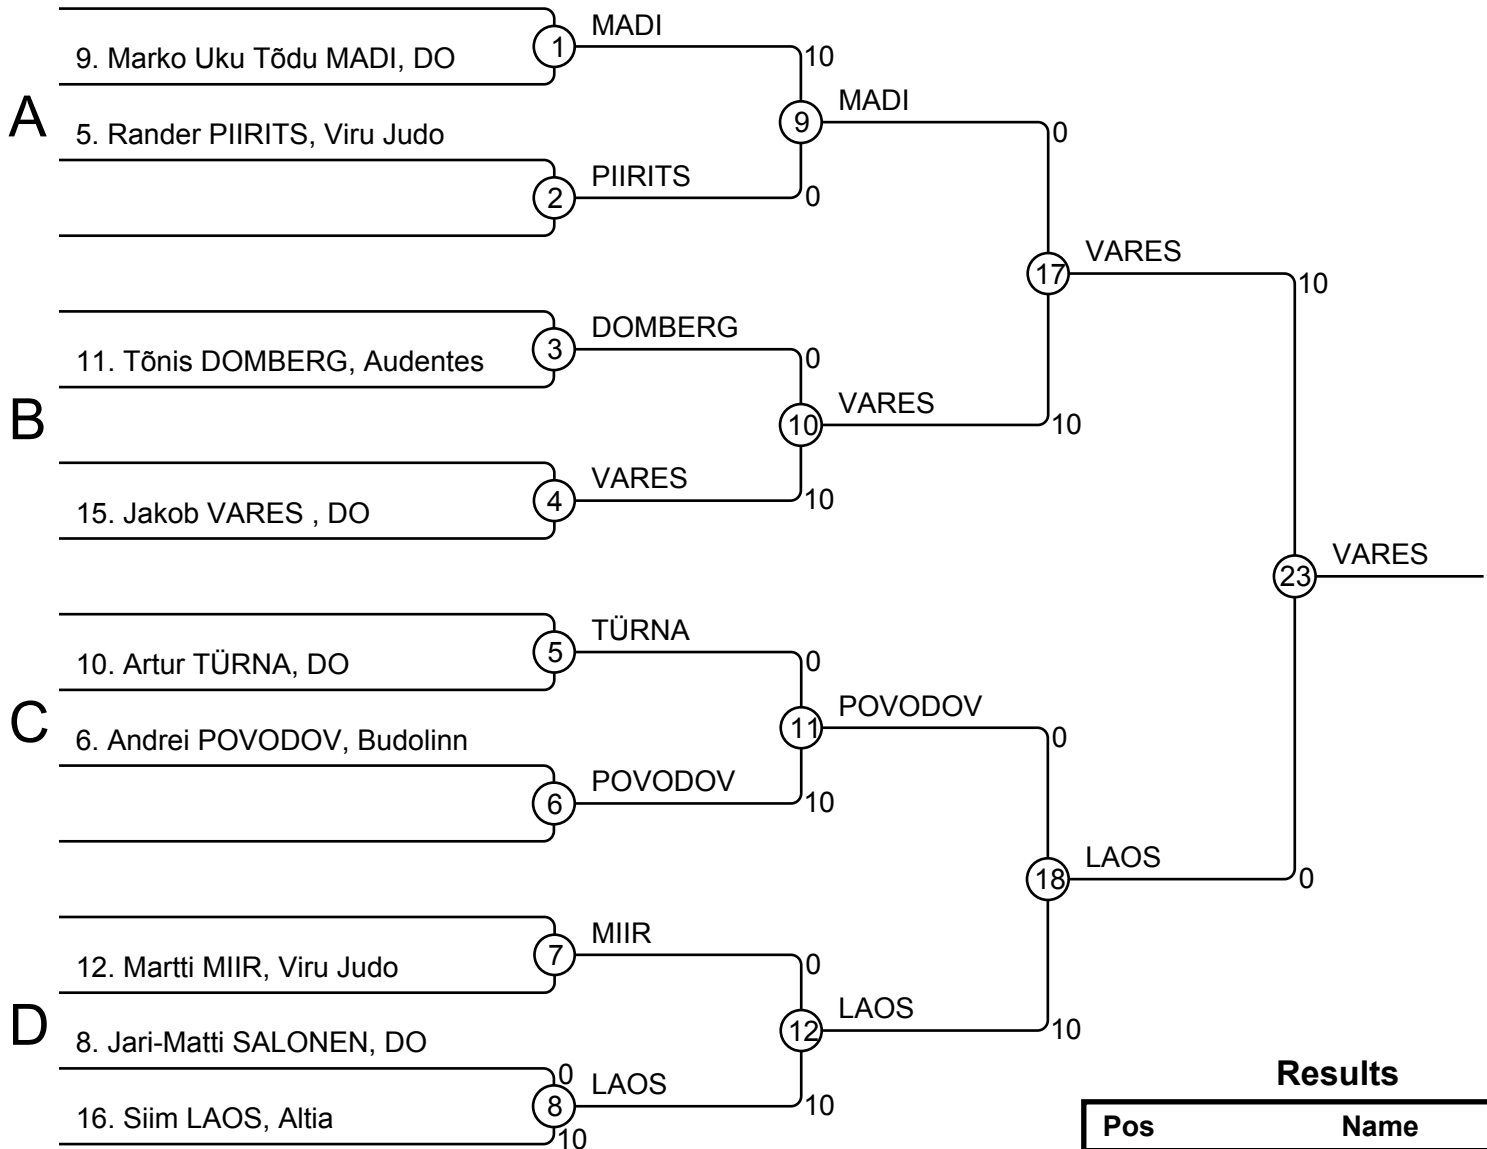 MADI
9. Marko Uku Tõdu MADI, DO
1
10
A
MADI
5. Rander PIIRITS, Viru Judo
9
0
PIIRITS
2
0
VARES
17
10
DOMBERG
11. Tõnis DOMBERG, Audentes
3
0
B
VARES
10
10
VARES
15. Jakob VARES , DO
4
10
VARES
23
TÜRNA
10. Artur TÜRNA, DO
5
0
C
POVODOV
6. Andrei POVODOV, Budolinn
11
0
POVODOV
6
10
LAOS
18
0
MIIR
12. Martti MIIR, Viru Judo
7
0
D
LAOS
8. Jari-Matti SALONEN, DO
12
10
0
LAOS
16. Siim LAOS, Altia
8
10
10
Results
Pos Name